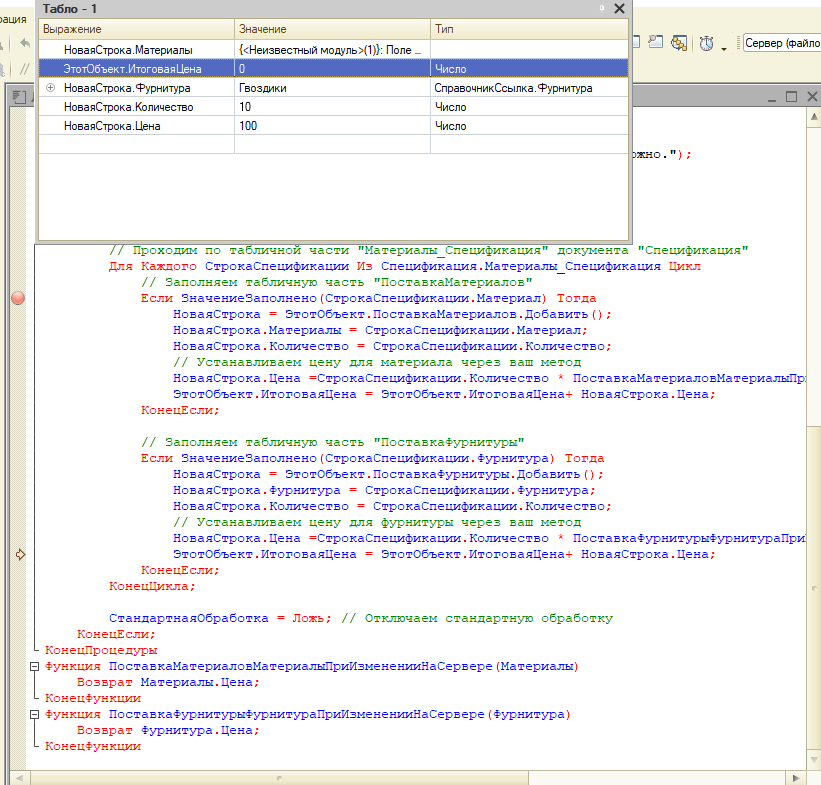 Табло - 1
рация
Выражение Значение Тип
НоваяСтрока.Материалы {<Неизвестный модуль>(1)}: Поле ...
ЭтотОбъект.ИтоговаяЦена 0 Число
НоваяСтрока.Фурнитура Гвоздики СправочникСсылка.Фурнитура
НоваяСтрока.Количество 10 Число
НоваяСтрока.Цена 100 Число
Сервер (файло
ожно.");
// Проходим по табличной части "Материалы_Спецификация" документа "Спецификация"
Для Каждого СтрокаСпецификации Из Спецификация.Материалы_Спецификация Цикл
// Заполняем табличную часть "ПоставкаМатериалов"
Если ЗначениеЗаполнено(СтрокаСпецификации.Материал) Тогда
НоваяСтрока = ЭтотОбъект.ПоставкаМатериалов.Добавить();
НоваяСтрока.Материалы = СтрокаСпецификации.Материал;
НоваяСтрока.Количество = СтрокаСпецификации.Количество;
// Устанавливаем цену для материала через ваш метод
НоваяСтрока.Цена =СтрокаСпецификации.Количество * ПоставкаМатериаловМатериалыПри
ЭтотОбъект.ИтоговаяЦена = ЭтотОбъект.ИтоговаяЦена+ НоваяСтрока.Цена;
КонецЕсли;
// Заполняем табличную часть "ПоставкаФурнитуры"
Если ЗначениеЗаполнено(СтрокаСпецификации.Фурнитура) Тогда
НоваяСтрока = ЭтотОбъект.ПоставкаФурнитуры.Добавить();
НоваяСтрока.Фурнитура = СтрокаСпецификации.Фурнитура;
НоваяСтрока.Количество = СтрокаСпецификации.Количество;
// Устанавливаем цену для фурнитуры через ваш метод
НоваяСтрока.Цена =СтрокаСпецификации.Количество * ПоставкаФурнитурыФурнитураПри
ЭтотОбъект.ИтоговаяЦена = ЭтотОбъект.ИтоговаяЦена+ НоваяСтрока.Цена;
КонецЕсли;
КонецЦикла;
СтандартнаяОбработка = Ложь; // Отключаем стандартную обработку
КонецЕсли;
КонецПроцедуры
Функция ПоставкаМатериаловМатериалыПриИзмененииНаСервере(Материалы)
Возврат Материалы.Цена;
КонецФункции
Функция ПоставкаФурнитурыФурнитураПриИзмененииНаСервере(Фурнитура)
Возврат Фурнитура.Цена;
КонецФункции